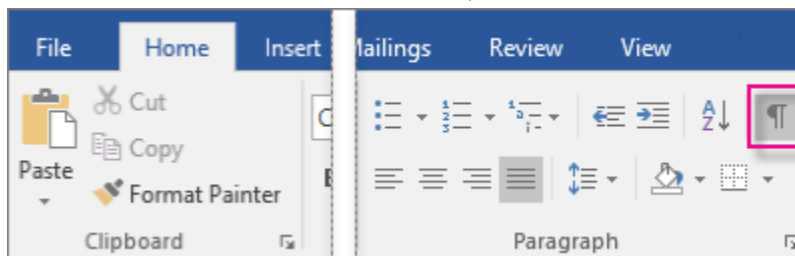 File Home Insert Mailings Review View
Cut
Copy
Paste
Format Painter
Clipboard Paragraph